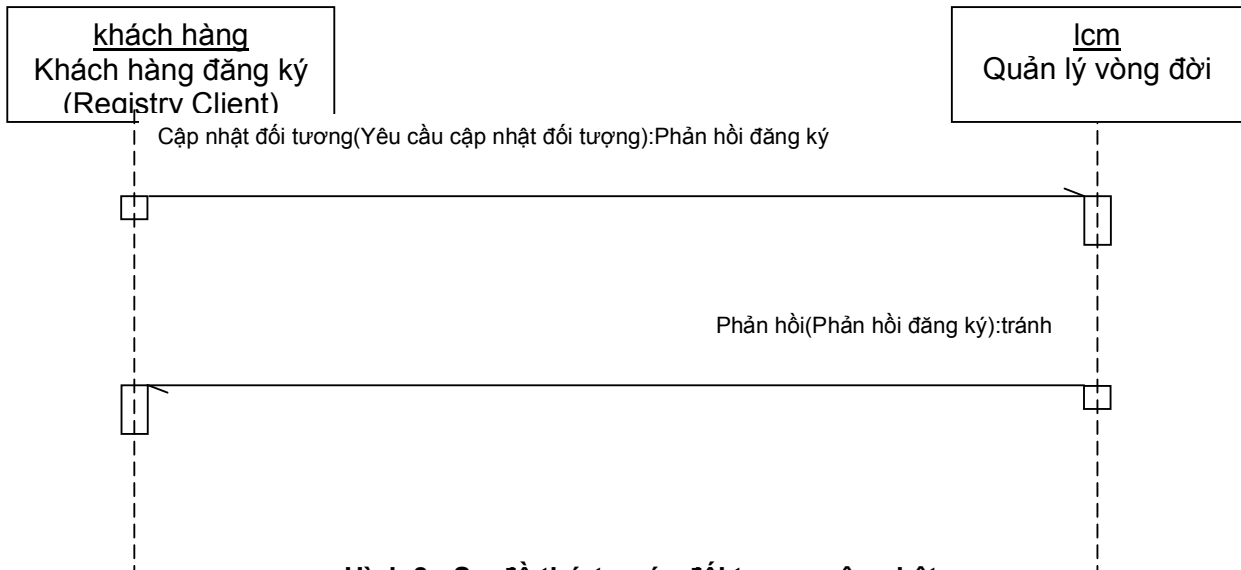 khách hàng
Khách hàng đăng ký
(Registry Client)
lcm
Quản lý vòng đời
Cập nhật đối tương(Yêu cầu cập nhật đối tượng):Phản hồi đăng ký
Phản hồi(Phản hồi đăng ký):tránh